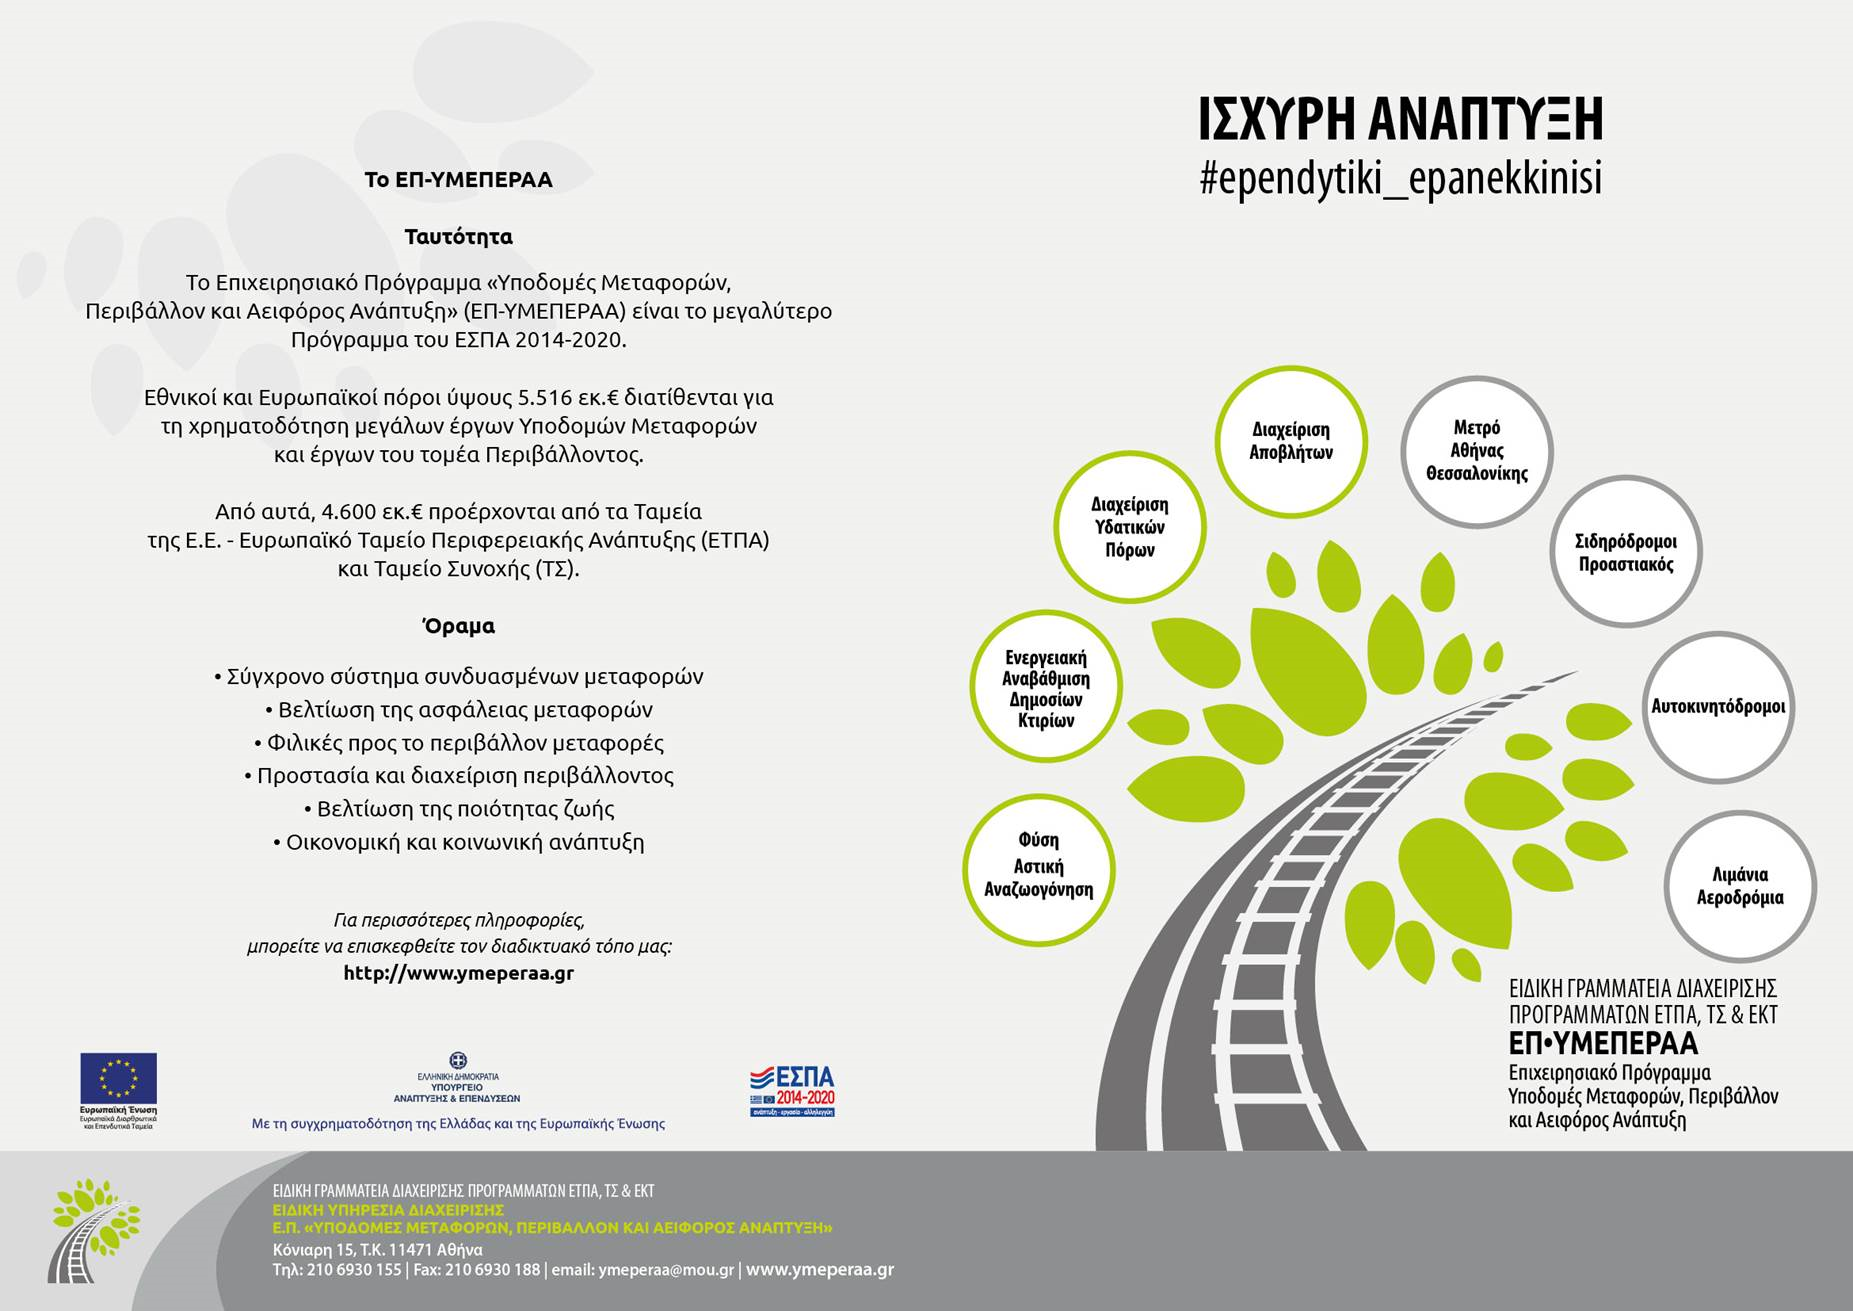 Το ΕΠ-ΥΜΕΠΕΡΑΑ
Ταυτότητα
Το Επιχειρησιακό Πρόγραμμα «Υποδομές Μεταφορών,
Περιβάλλον και Αειφόρος Ανάπτυξη» (ΕΠ-ΥΜΕΠΕΡΑΑ) είναι το μεγαλύτερο
Πρόγραμμα του ΕΣΠΑ 2014-2020.
Εθνικοί και Ευρωπαϊκοί πόροι ύψους 5.516 εκ.€ διατίθενται για
τη χρηματοδότηση μεγάλων έργων Υποδομών Μεταφορών
και έργων του τομέα Περιβάλλοντος.
Από αυτά, 4.600 εκ.€ προέρχονται από τα Ταμεία
της Ε.Ε. - Ευρωπαϊκό Ταμείο Περιφερειακής Ανάπτυξης (ΕΤΠΑ)
και Ταμείο Συνοχής (ΤΣ).
Όραμα
• Σύγχρονο σύστημα συνδυασμένων μεταφορών
• Βελτίωση της ασφάλειας μεταφορών
• Φιλικές προς το περιβάλλον μεταφορές
• Προστασία και διαχείριση περιβάλλοντος
• Βελτίωση της ποιότητας ζωής
• Οικονομική και κοινωνική ανάπτυξη
Για περισσότερες πληροφορίες,
μπορείτε να επισκεφθείτε τον διαδικτυακό τόπο μας:
http://www.ymeperaa.gr
Ευρωπαϊκή Ένωση
Ευρωπαϊκά Διαρθρωτικά
και Επενδυτικά Ταμεία
ΕΛΛΗΝΙΚΗ ΔΗΜΟΚΡΑΤΙΑ
ΥΠΟΥΡΓΕΙΟ
ΑΝΑΠΤΥΞΗΣ & ΕΠΕΝΔΥΣΕΩΝ
Με τη συγχρηματοδότηση της Ελλάδας και της Ευρωπαϊκής Ένωσης
ΕΣΠΑ
2014-2020
ανάπτυξη - εργασία - αλληλεγγύη
ΙΣΧΥΡΗ ΑΝΑΠΤΥΞΗ
#ependytiki_epanekkinisi
Διαχείριση
Αποβλήτων
Μετρό
Αθήνας
Θεσσαλονίκης
Διαχείριση
Υδατικών
Πόρων
Σιδηρόδρομοι
Προαστιακός
Ενεργειακή
Αναβάθμιση
Δημοσίων
Κτιρίων
Αυτοκινητόδρομοι
Φύση
Αστική
Αναζωογόνηση
Λιμάνια
Αεροδρόμια
ΕΙΔΙΚΗ ΓΡΑΜΜΑΤΕΙΑ ΔΙΑΧΕΙΡΙΣΗΣ
ΠΡΟΓΡΑΜΜΑΤΩΝ ΕΤΠΑ, ΤΣ & ΕΚΤ
ΕΠ•ΥΜΕΠΕΡΑΑ
Επιχειρησιακό Πρόγραμμα
Υποδομές Μεταφορών, Περιβάλλον
και Αειφόρος Ανάπτυξη
ΕΙΔΙΚΗ ΓΡΑΜΜΑΤΕΙΑ ΔΙΑΧΕΙΡΙΣΗΣ ΠΡΟΓΡΑΜΜΑΤΩΝ ΕΤΠΑ, ΤΣ & ΕΚΤ
ΕΙΔΙΚΗ ΥΠΗΡΕΣΙΑ ΔΙΑΧΕΙΡΙΣΗΣ
Ε.Π. «ΥΠΟΔΟΜΕΣ ΜΕΤΑΦΟΡΩΝ, ΠΕΡΙΒΑΛΛΟΝ ΚΑΙ ΑΕΙΦΟΡΟΣ ΑΝΑΠΤΥΞΗ»
Κόνιαρη 15, Τ.Κ. 11471 Αθήνα
Τηλ: 210 6930 155 | Fax: 210 6930 188 | email: ymeperaa@mou.gr | www.ymeperaa.gr